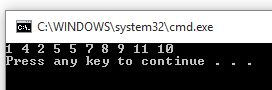 C:\WINDOWS\system32\cmd.exe
1 4 2 5 5 7 8 9 11 10
Press any key to continue . . .